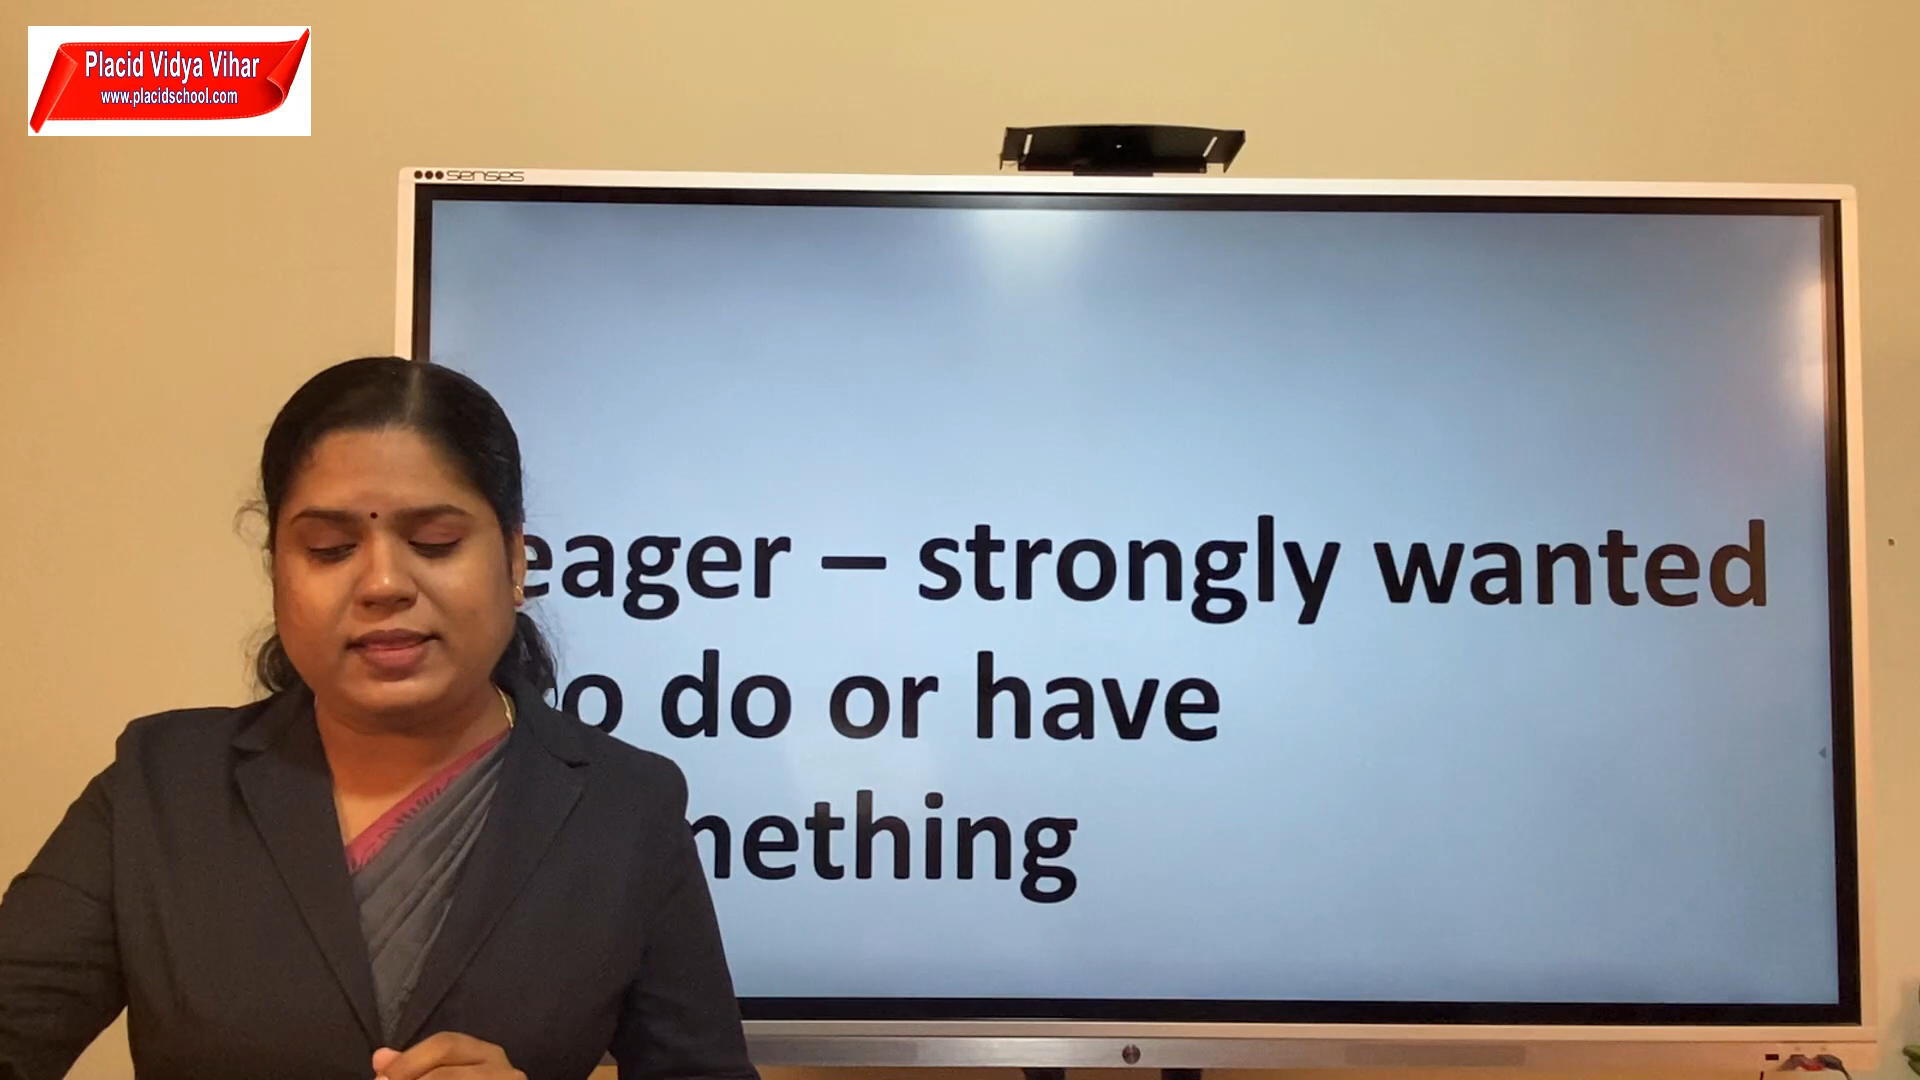 Placid Vidya Vihar
www.placidschool.com
senses
eager – strongly wanted
do or have